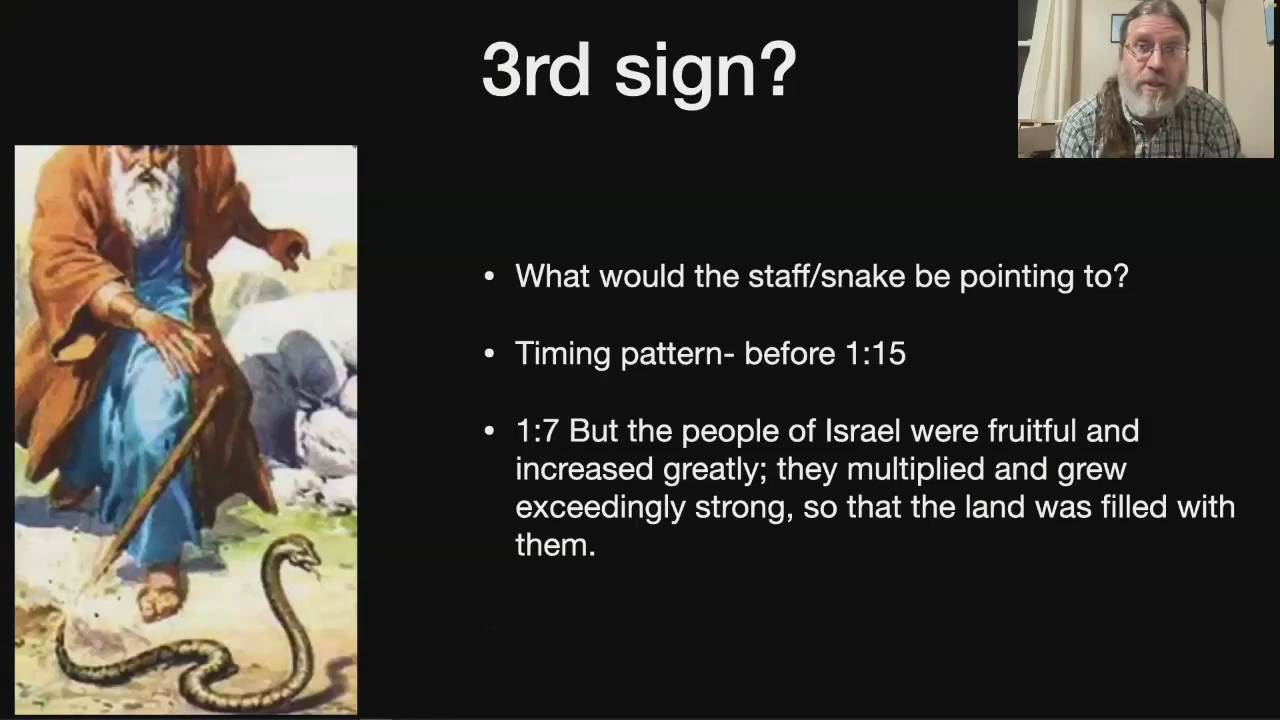 3rd sign?
• What would the staff/snake be pointing to?
• Timing pattern- before 1:15
• 1:7 But the people of Israel were fruitful and
increased greatly; they multiplied and grew
exceedingly strong, so that the land was filled with
them.